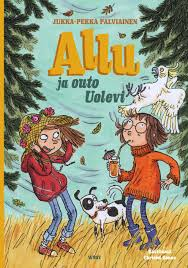 JUKKA-PEKKA PALVIAINEN
Allu
ja outo
Uolevi
WSOY